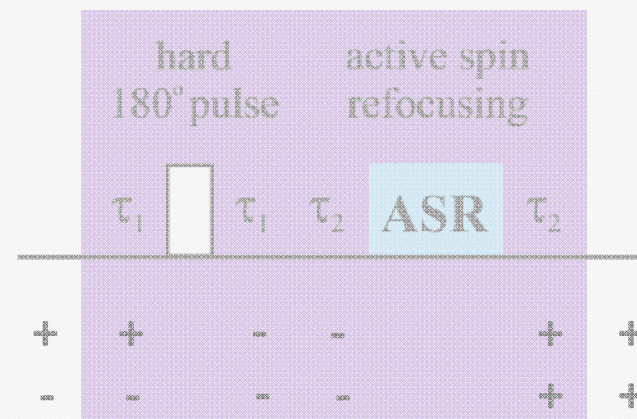 hard active spin
180° pulse refocusing
τ₁ τ₁ τ₂ ASR τ₂
+ + - - + +
- - - - + +